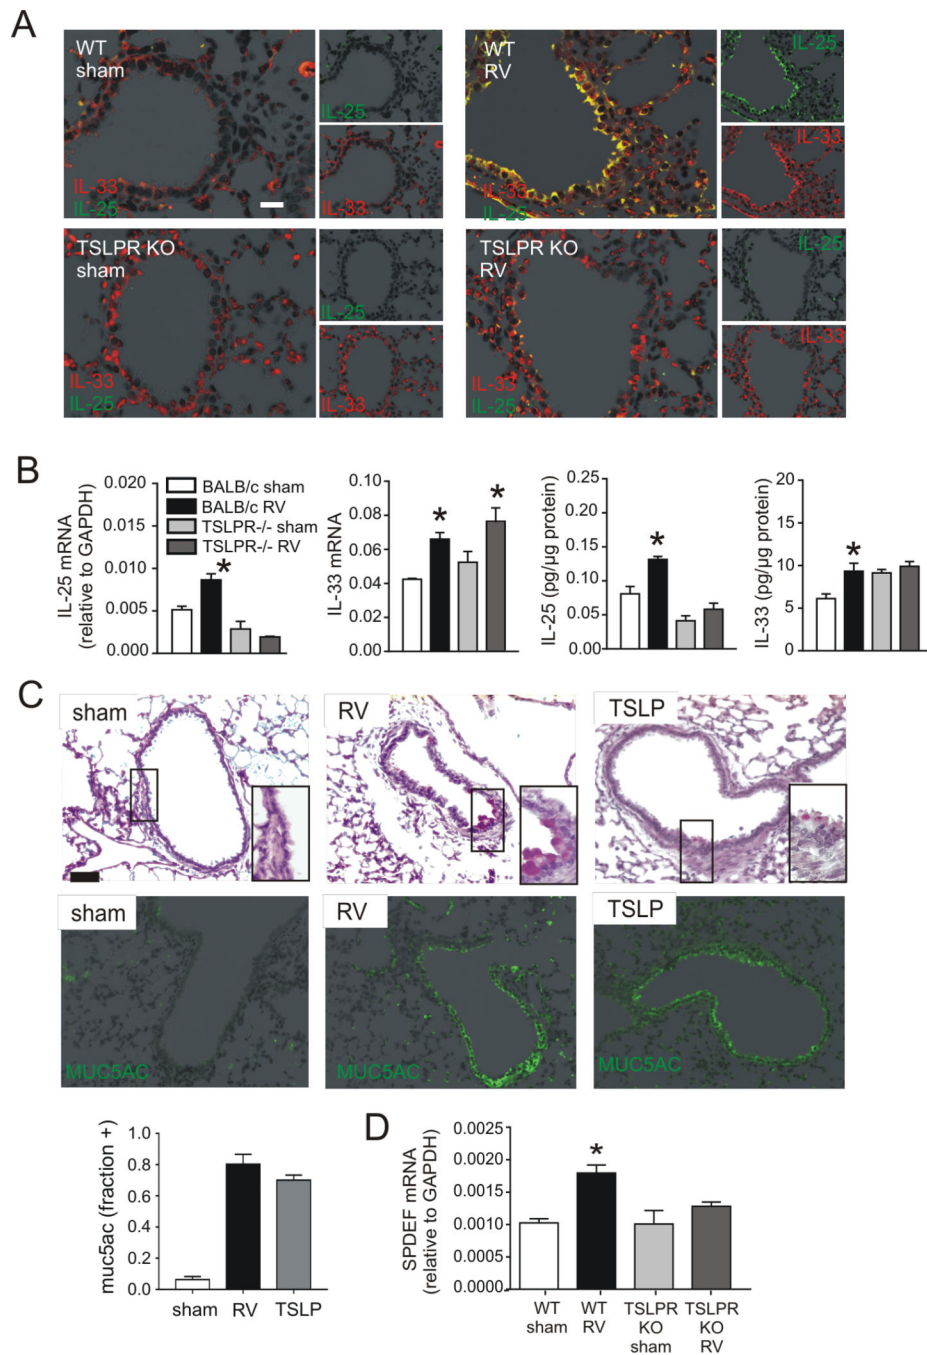 A
WT
sham
IL-33
IL-25
IL-25
IL-33
WT
RV
IL-33
IL-25
IL-25
IL-33
TSLPR KO
sham
IL-33
IL-25
IL-25
IL-33
TSLPR KO
RV
IL-33
IL-25
IL-25
IL-33
B
IL-25 mRNA
(relative to GAPDH)
0.020
0.015
0.010
0.005
0.000
BALB/c sham
BALB/c RV
TSLPR-/- sham
TSLPR-/- RV
*
IL-33 mRNA
0.10
0.08
0.06
0.04
0.02
0.00
*
*
IL-25 (pg/µg protein)
0.25
0.20
0.15
0.10
0.05
0.00
*
IL-33 (pg/µg protein)
15
10
5
0
*
C
sham
RV
TSLP
sham
MUC5AC
RV
MUC5AC
TSLP
MUC5AC
muc5ac (fraction +)
1.0
0.8
0.6
0.4
0.2
0.0
sham
RV
TSLP
D
SPDEF mRNA
(relative to GAPDH)
0.0025
0.0020
0.0015
0.0010
0.0005
0.0000
*
WT
sham
WT
RV
TSLPR
KO
sham
TSLPR
KO
RV